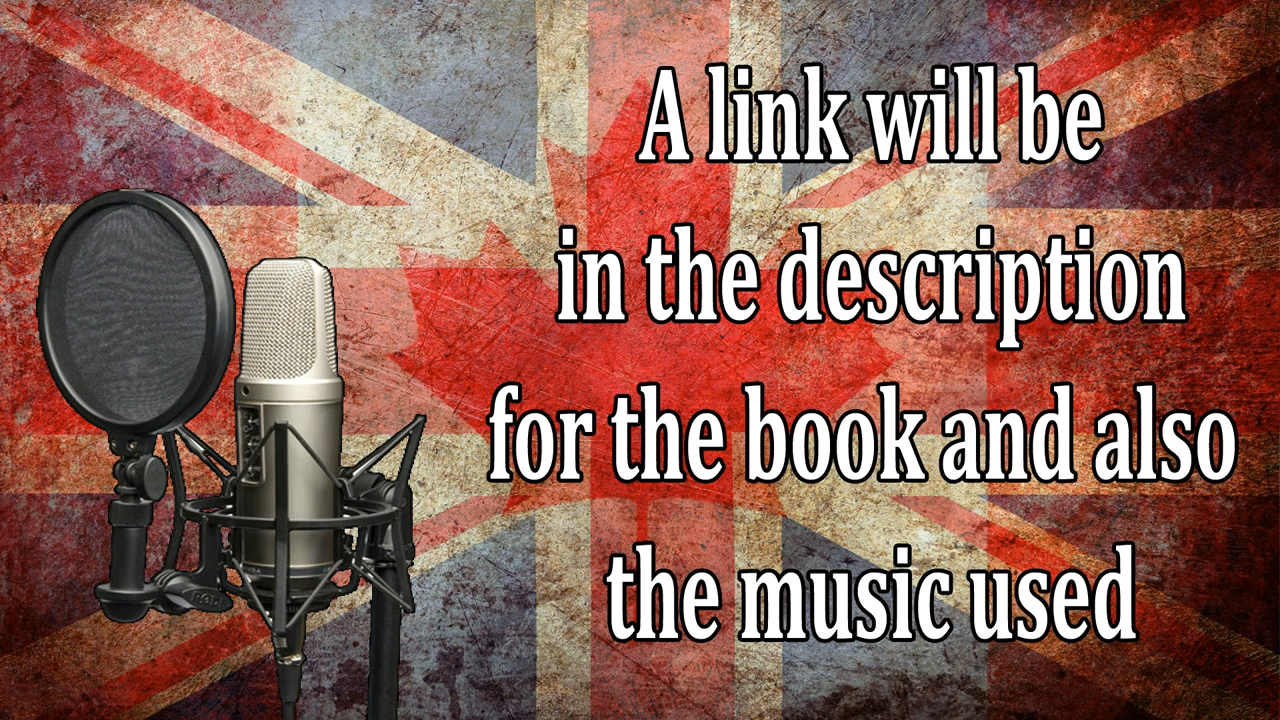 A link will be
in the description
for the book and also
the music used